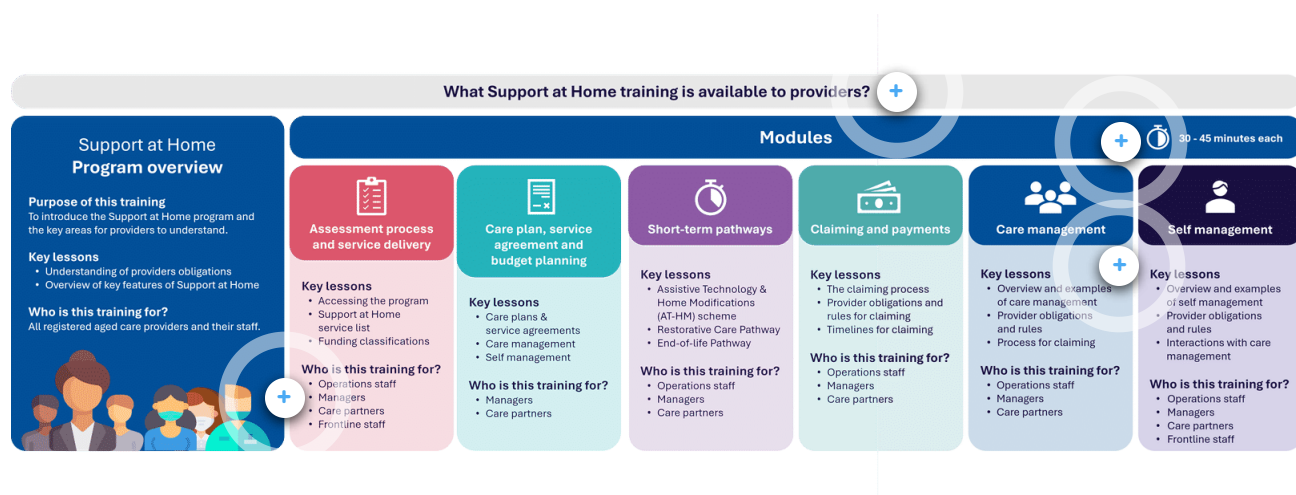 What Support at Home training is available to providers?
Support at Home
Program overview
Purpose of this training
To introduce the Support at Home program and
the key areas for providers to understand.
Key lessons
• Understanding of providers obligations
• Overview of key features of Support at Home
Who is this training for?
All registered aged care providers and their staff.
Modules
30 - 45 minutes each
Assessment process
and service delivery
Key lessons
• Accessing the program
• Support at Home
service list
• Funding classifications
Who is this training for?
• Operations staff
• Managers
• Care partners
• Frontline staff
Care plan, service
agreement and
budget planning
Key lessons
• Care plans &
service agreements
• Care management
• Self management
Who is this training for?
• Managers
• Care partners
Short-term pathways
Key lessons
• Assistive Technology &
Home Modifications
(AT-HM) scheme
• Restorative Care Pathway
• End-of-life Pathway
Who is this training for?
• Operations staff
• Managers
• Care partners
Claiming and payments
Key lessons
• The claiming process
• Provider obligations and
rules for claiming
• Timelines for claiming
Who is this training for?
• Operations staff
• Managers
• Care partners
Care management
Key lessons
• Overview and examples
of care management
• Provider obligations
and rules
• Process for claiming
Who is this training for?
• Operations staff
• Managers
• Care partners
Self management
Key lessons
• Overview and examples
of self management
• Provider obligations
and rules
• Interactions with care
management
Who is this training for?
• Operations staff
• Managers
• Care partners
• Frontline staff